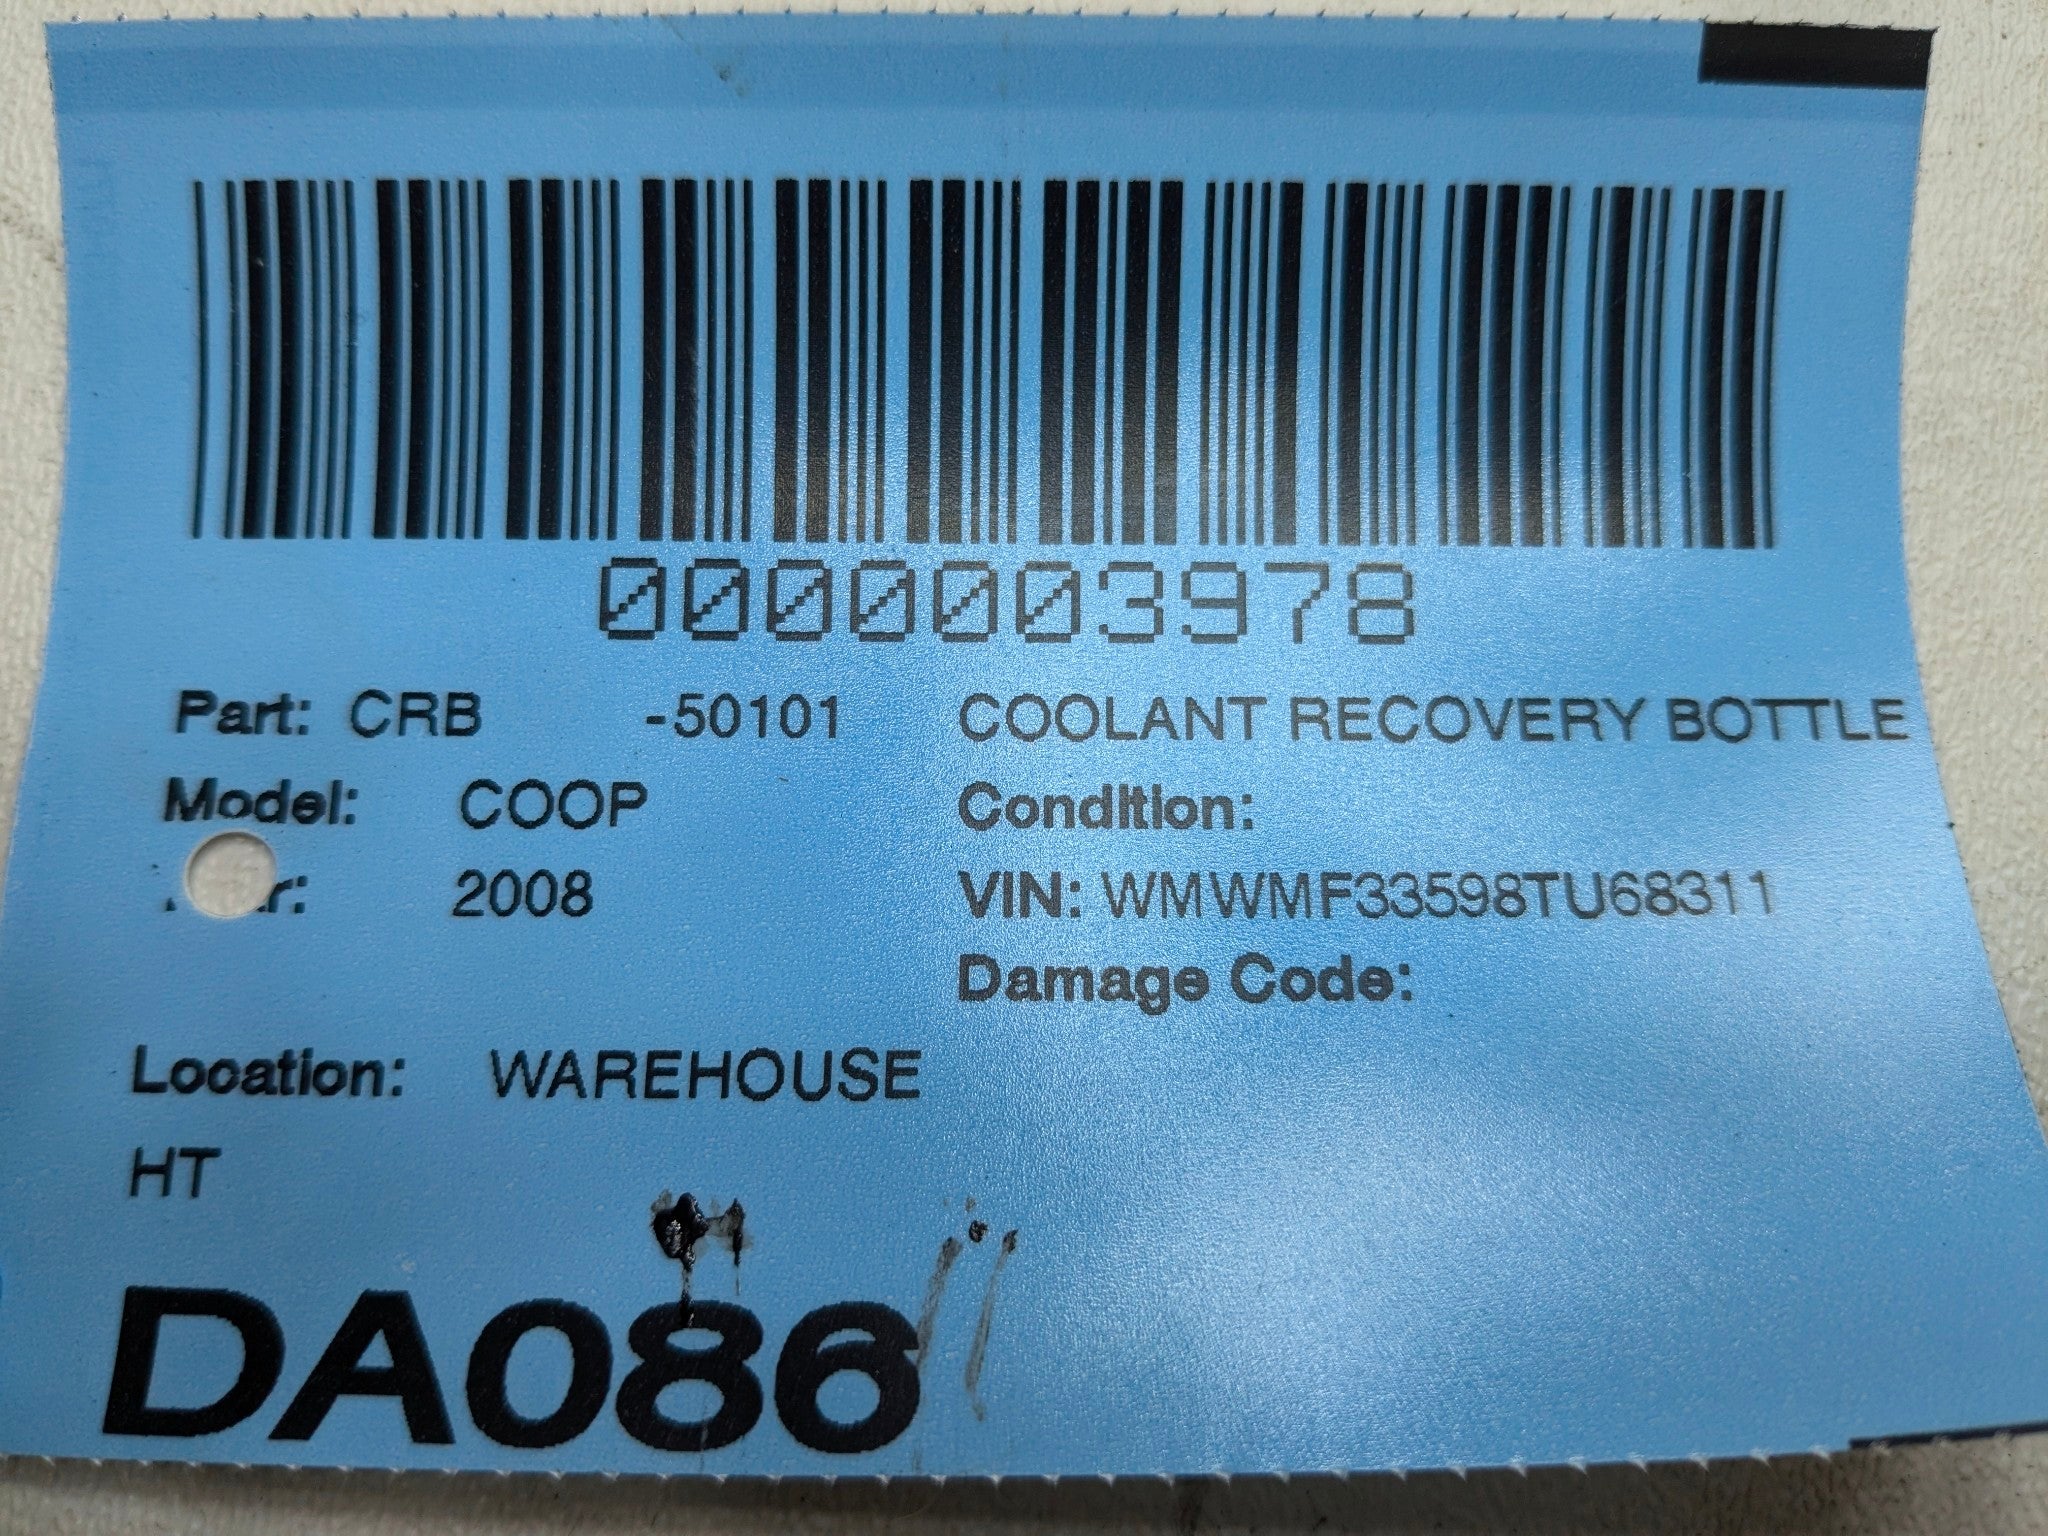 0000003978
Part: CRB -50101 COOLANT RECOVERY BOTTLE
Model: COOP Condition:
2008 VIN: WMWMF33598TU68311
Damage Code:
Location: WAREHOUSE
HT
DA086